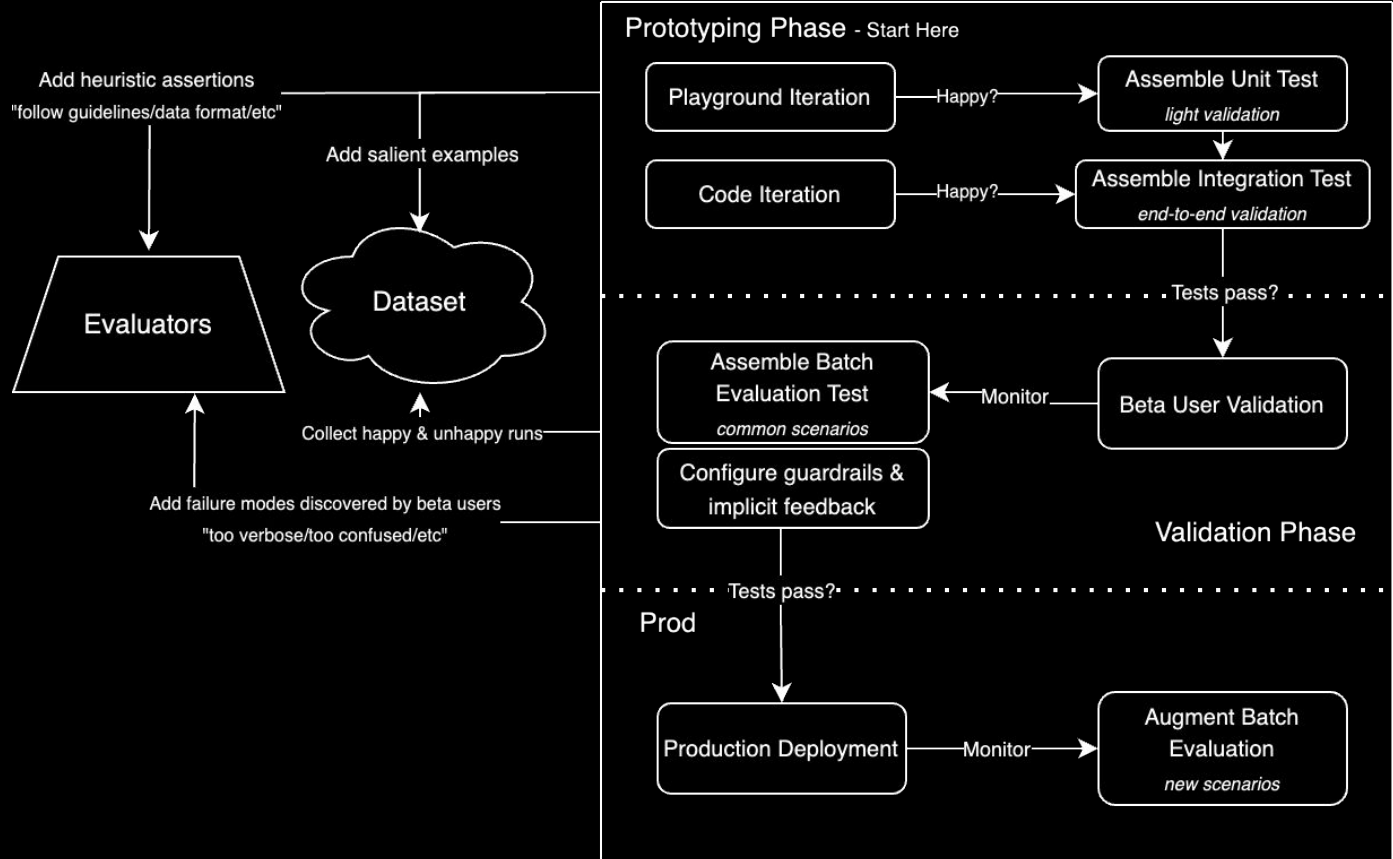 Prototyping Phase - Start Here
Add heuristic assertions
"follow guidelines/data format/etc"
Add salient examples
Playground Iteration
Happy?
Assemble Unit Test
light validation
Code Iteration
Happy?
Assemble Integration Test
end-to-end validation
Evaluators
Dataset
Tests pass?
Collect happy & unhappy runs
Add failure modes discovered by beta users
"too verbose/too confused/etc"
Assemble Batch
Evaluation Test
common scenarios
Monitor
Beta User Validation
Configure guardrails &
implicit feedback
Validation Phase
Tests pass?
Prod
Production Deployment
Monitor
Augment Batch
Evaluation
new scenarios